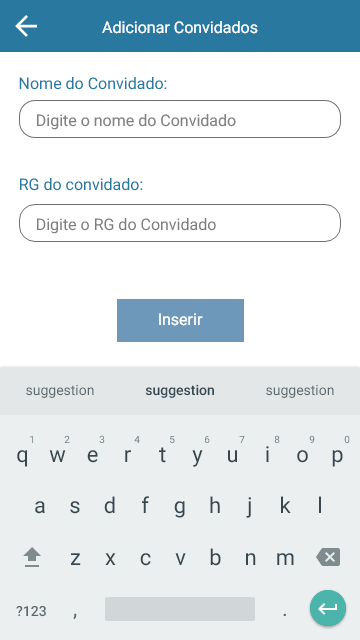 Adicionar Convidados
Nome do Convidado:
Digite o nome do Convidado
RG do convidado:
Digite o RG do Convidado
Inserir
suggestion suggestion suggestion
1 2 3 4 5 6 7 8 9 0
q w e r t y u i o p
a s d f g h j k l
z x c v b n m
?123 , .